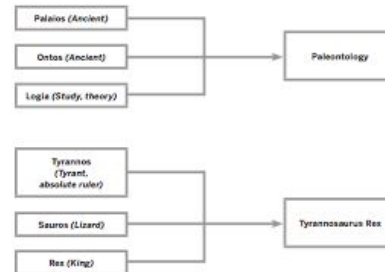 Palaios (Ancient)
Ontos (Ancient)
Logia (Study, theory)
Paleontology
Tyrannos
(Tyrant,
absolute ruler)
Sauros (Lizard)
Rex (King)
Tyrannosaurus Rex